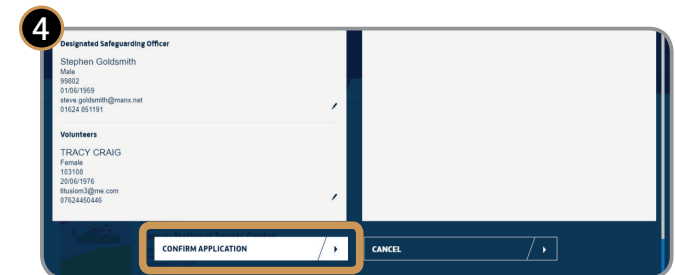 4
Designated Safeguarding Officer
Stephen Goldsmith
Male
99802
01/06/1959
steve.goldsmith@manx.net
01624 851191
Volunteers
TRACY CRAIG
Female
103108
20/06/1976
titusiom3@me.com
07624450446
CONFIRM APPLICATION
CANCEL